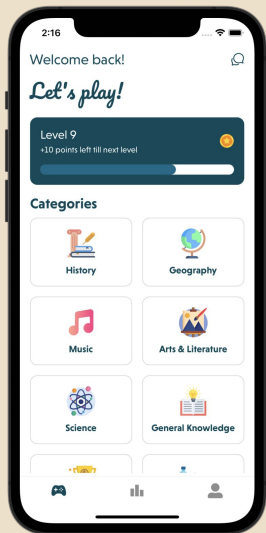 2:16
Welcome back!
Let's play!
Level 9
+10 points left till next level
Categories
History
Geography
Music
Arts & Literature
Science
General Knowledge